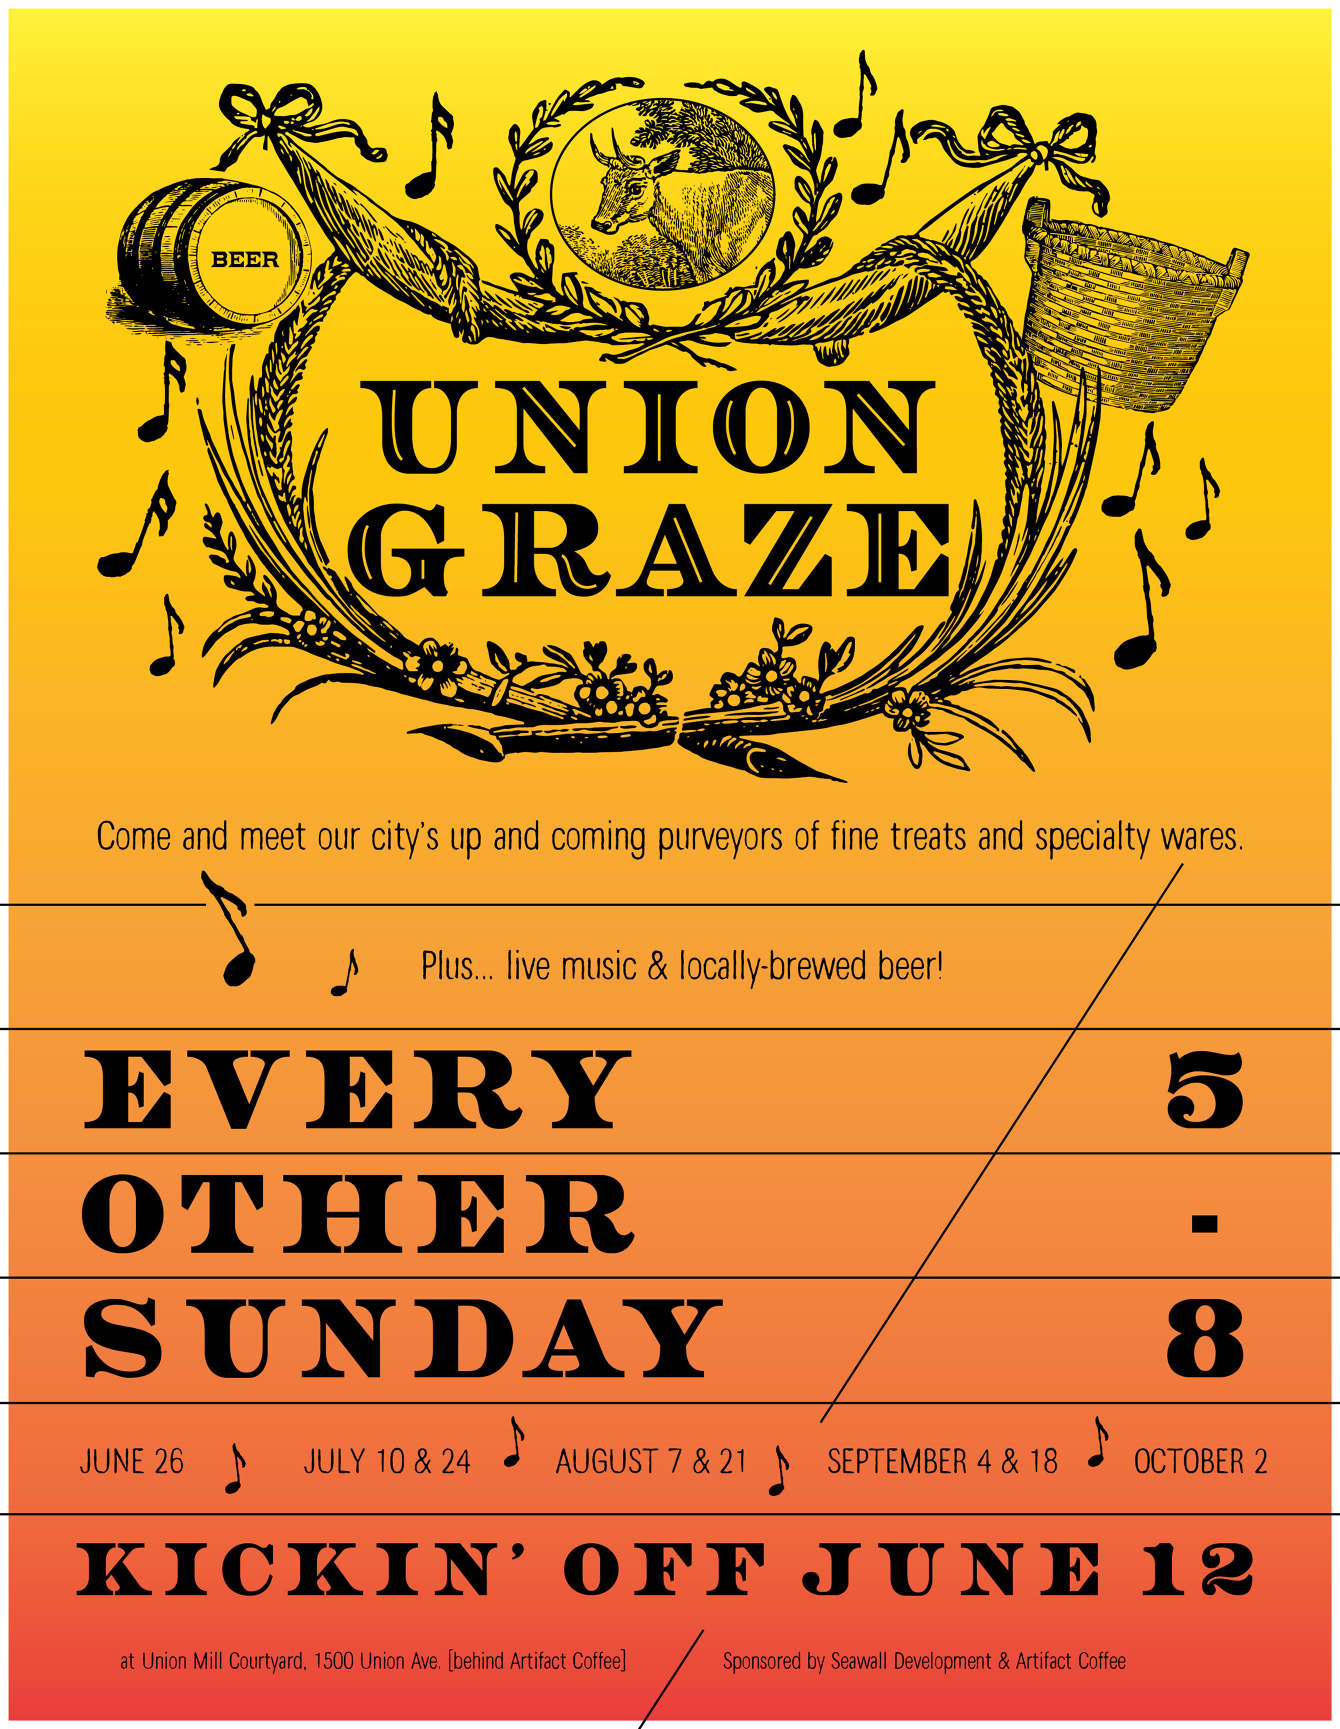 BEER
UNION
GRAZE
Come and meet our city's up and coming purveyors of fine treats and specialty wares.
Plus... live music & locally-brewed beer!
EVERY 5
OTHER -
SUNDAY 8
JUNE 26 JULY 10 & 24 AUGUST 7 & 21 SEPTEMBER 4 & 18 OCTOBER 2
KICKIN' OFF JUNE 12
at Union Mill Courtyard, 1500 Union Ave. [behind Artifact Coffee] Sponsored by Seawall Development & Artifact Coffee